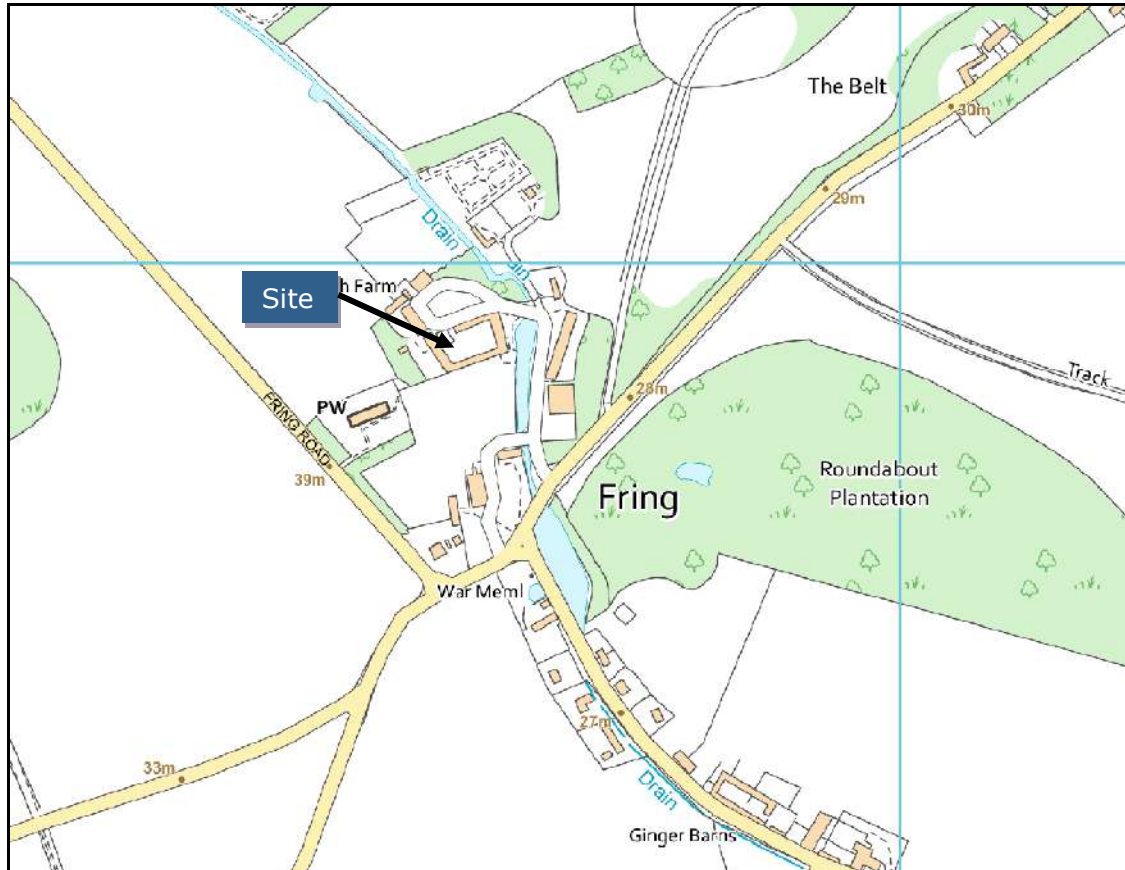 The Belt
30m
29m
Drain
ain
h Farm
Site
28m
Track
PW
FRING ROAD
39m
Roundabout
Plantation
Fring
War Meml
27m
33m
Drain
Ginger Barns